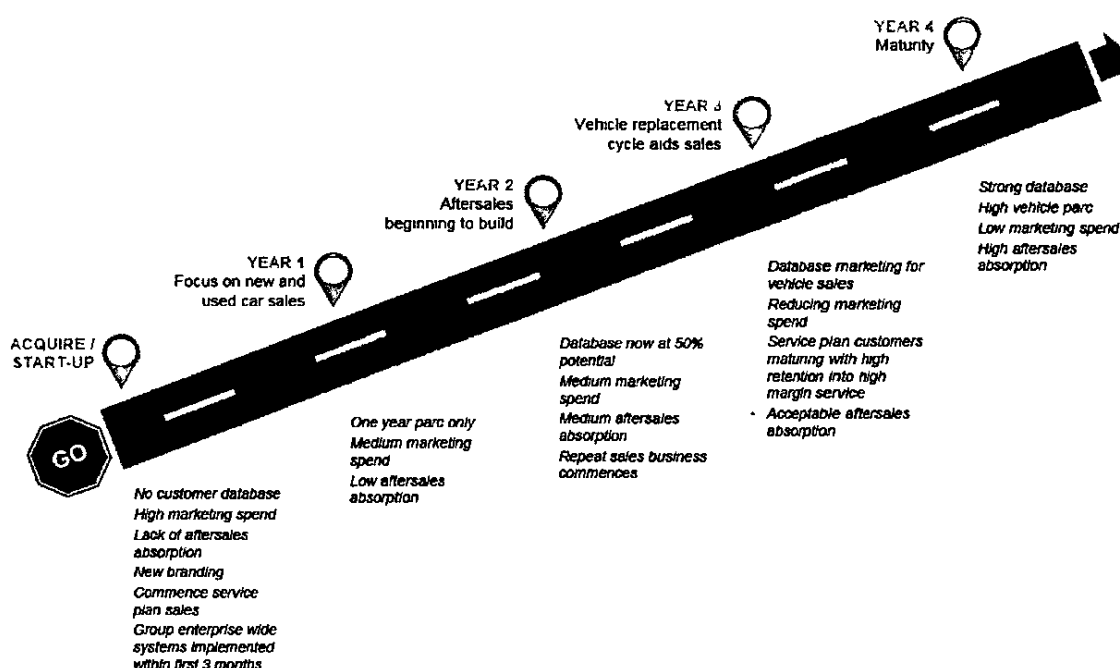 GO
ACQUIRE /
START-UP
No customer database
High marketing spend
Lack of aftersales
absorption
New branding
Commence service
plan sales
Group enterprise wide
systems implemented
within first 3 months
YEAR 1
Focus on new and
used car sales
One year parc only
Medium marketing
spend
Low aftersales
absorption
YEAR 2
Aftersales
beginning to build
Database now at 50%
potential
Medium marketing
spend
Medium aftersales
absorption
Repeat sales business
commences
YEAR 3
Vehicle replacement
cycle aids sales
Database marketing for
vehicle sales
Reducing marketing
spend
Service plan customers
maturing with high
retention into high
margin service
Acceptable aftersales
absorption
YEAR 4
Maturity
Strong database
High vehicle parc
Low marketing spend
High aftersales
absorption